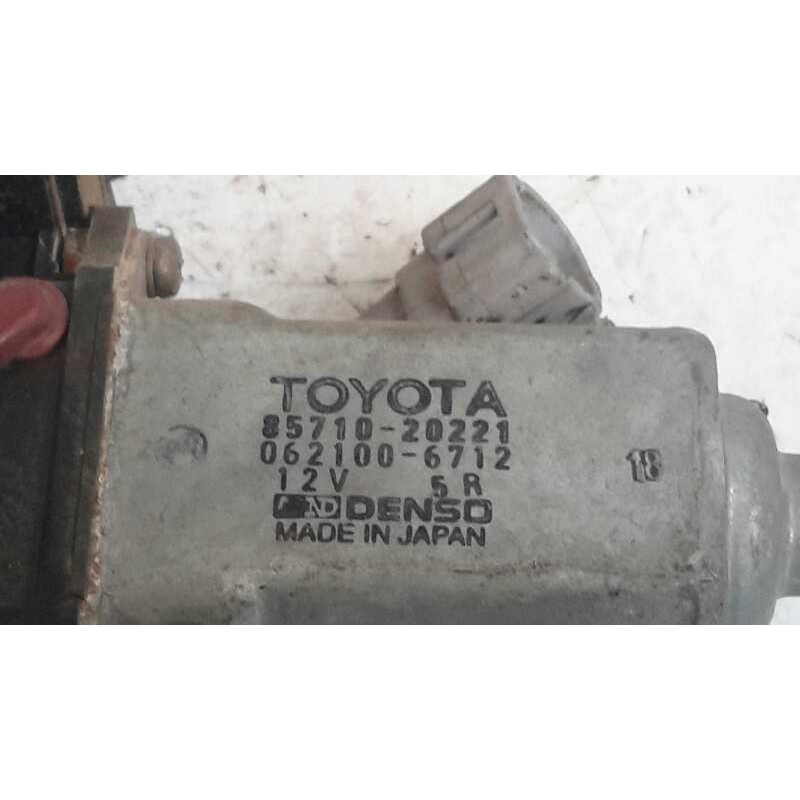 TOYOTA
85710-20221
062100-6712
12V 5R
ND DENSO
MADE IN JAPAN
18